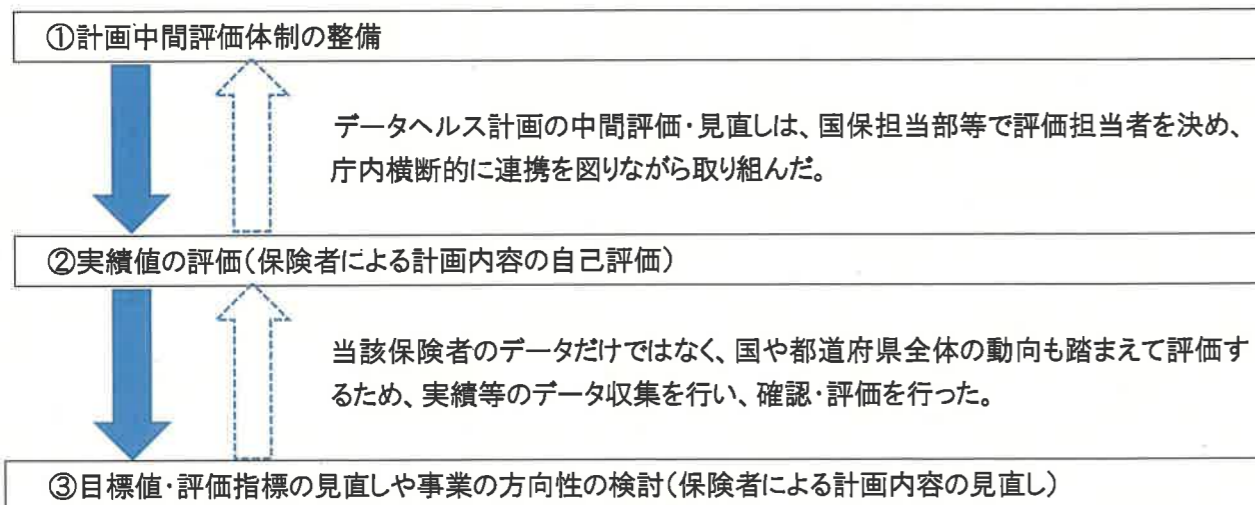 ①計画中間評価体制の整備
データヘルス計画の中間評価・見直しは、国保担当部等で評価担当者を決め、
庁内横断的に連携を図りながら取り組んだ。
②実績値の評価(保険者による計画内容の自己評価)
当該保険者のデータだけではなく、国や都道府県全体の動向も踏まえて評価す
るため、実績等のデータ収集を行い、確認・評価を行った。
③目標値・評価指標の見直しや事業の方向性の検討(保険者による計画内容の見直し)